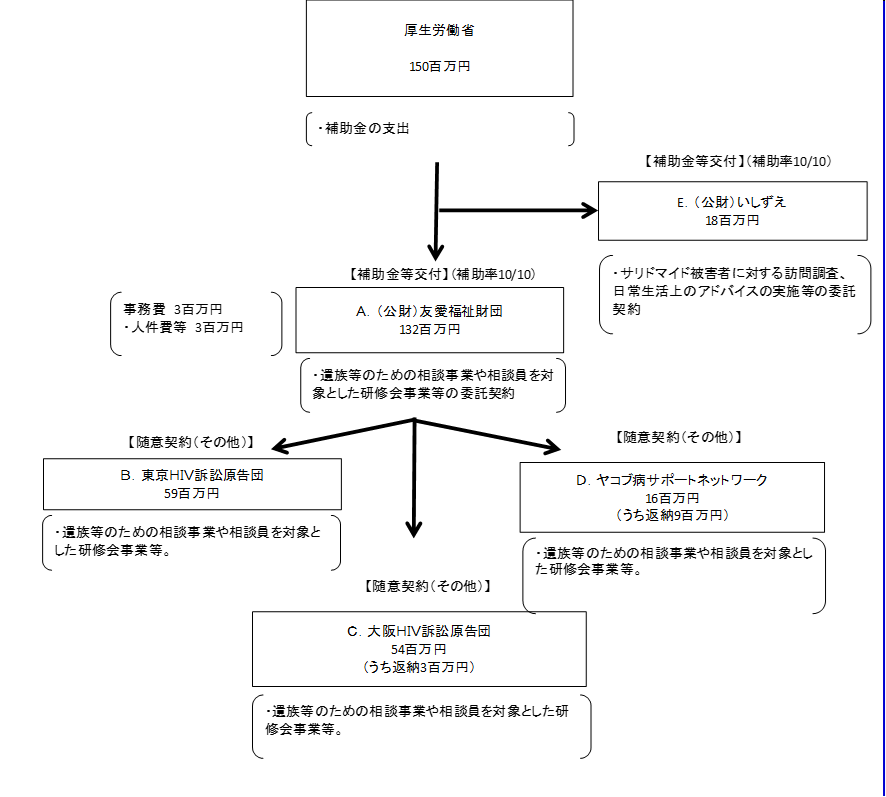 厚生労働省
150百万円
・補助金の支出
【補助金等交付】（補助率10/10）
E．（公財）いしずえ
18百万円
・サリドマイド被害者に対する訪問調査、
日常生活上のアドバイスの実施等の委託
契約
【補助金等交付】（補助率10/10）
事務費　3百万円
・人件費等　3百万円
A．（公財）友愛福祉財団
132百万円
・遺族等のための相談事業や相談員を対
象とした研修会事業等の委託契約
【随意契約（その他）】
B．東京HIV訴訟原告団
59百万円
・遺族等のための相談事業や相談員を対象と
した研修会事業等。
【随意契約（その他）】
D．ヤコブ病サポートネットワーク
16百万円
（うち返納9百万円）
・遺族等のための相談事業や相談員を対象とし
た研修会事業等。
【随意契約（その他）】
C．大阪HIV訴訟原告団
54百万円
（うち返納3百万円）
・遺族等のための相談事業や相談員を対象とした研
修会事業等。